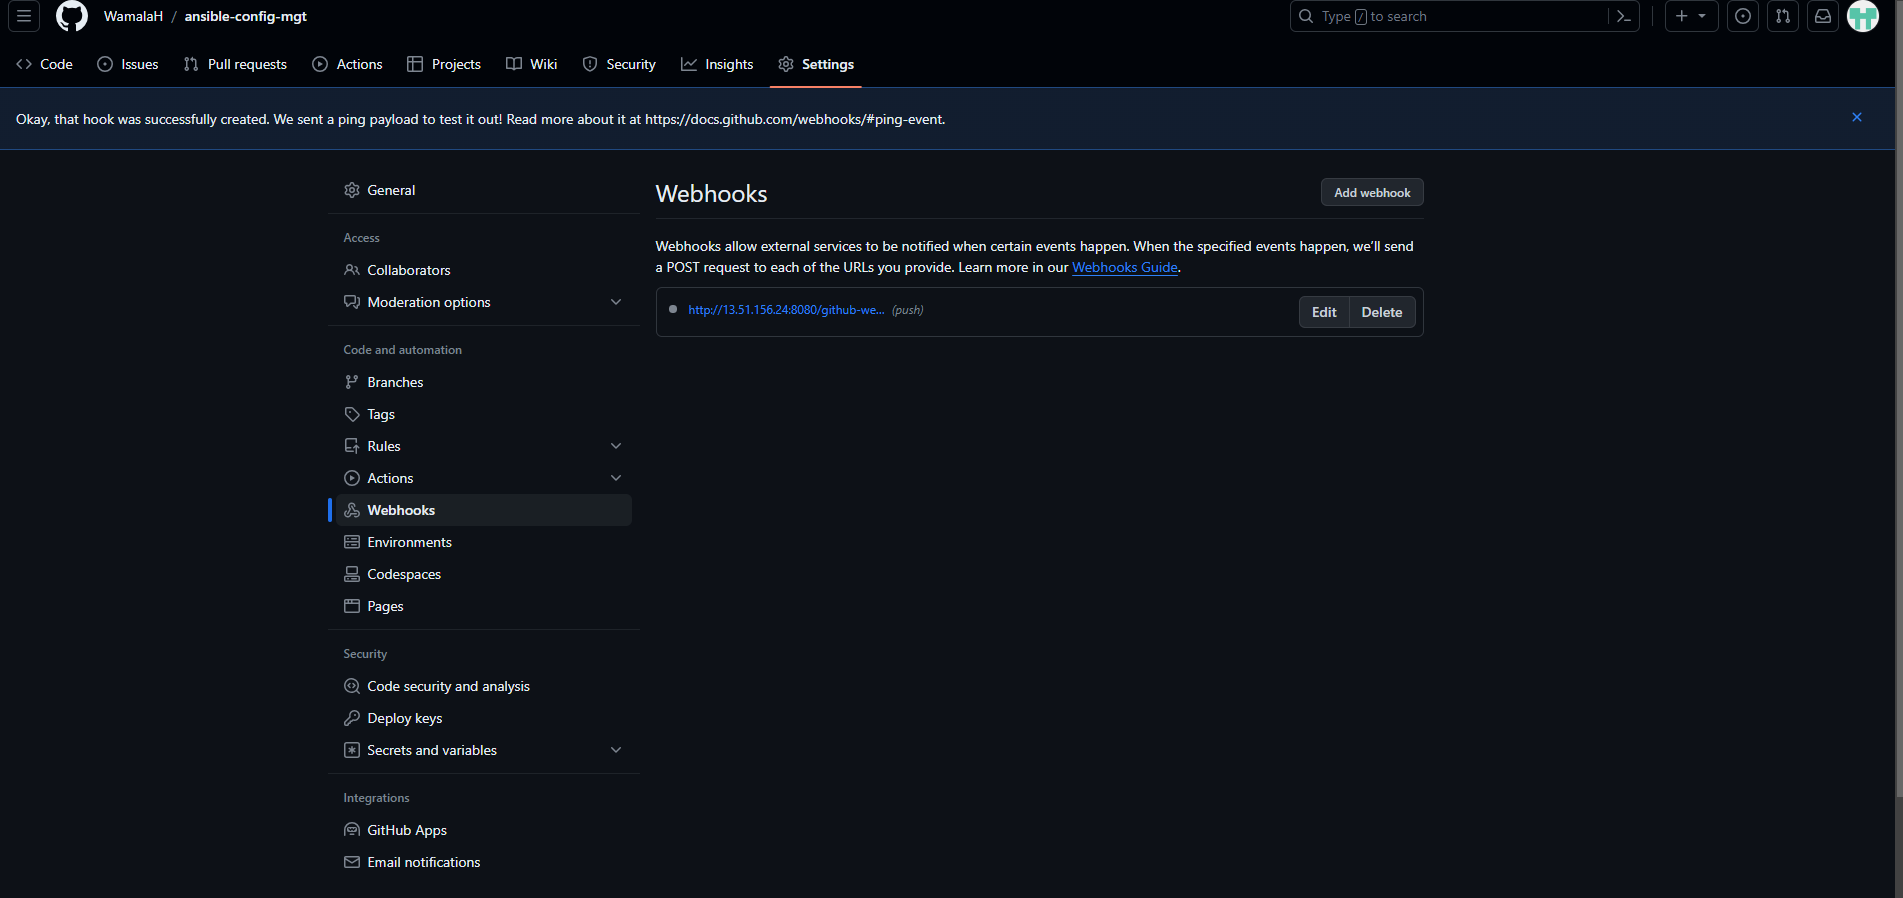 WamalaH / ansible-config-mgt
Type / to search
Code Issues Pull requests Actions Projects Wiki Security Insights Settings
Okay, that hook was successfully created. We sent a ping payload to test it out! Read more about it at https://docs.github.com/webhooks/#ping-event.
General
Access
Collaborators
Moderation options
Code and automation
Branches
Tags
Rules
Actions
Webhooks
Environments
Codespaces
Pages
Security
Code security and analysis
Deploy keys
Secrets and variables
Integrations
GitHub Apps
Email notifications
Webhooks
Add webhook
Webhooks allow external services to be notified when certain events happen. When the specified events happen, we’ll send
a POST request to each of the URLs you provide. Learn more in our Webhooks Guide.
http://13.51.156.24:8080/github-we... (push)
Edit Delete